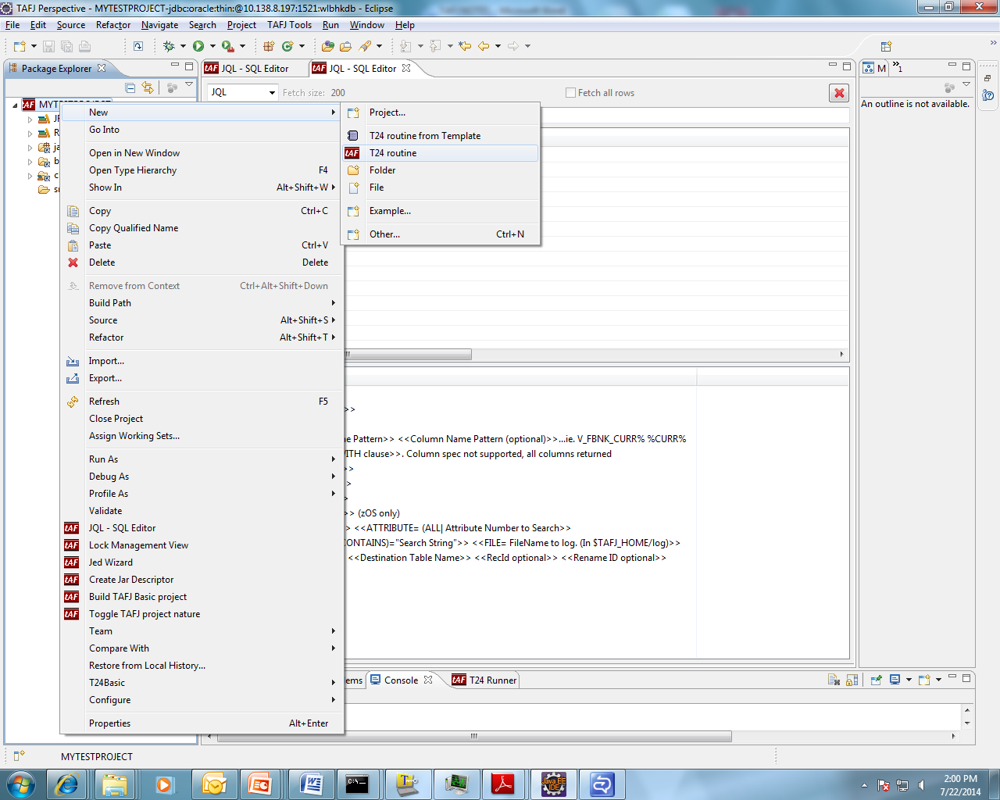 TAFJ Perspective - MYTESTPROJECT-jdbc:oracle:thin:@10.138.8.197:1521:wlbhkdb - Eclipse
File Edit Source Refactor Navigate Search Project TAFJ Tools Run Window Help
Package Explorer
JQL - SQL Editor
JQL - SQL Editor
M
1
JQL
Fetch size: 200
Fetch all rows
An outline is not available.
MYTESTPROJECT
New
Go Into
Open in New Window
Open Type Hierarchy F4
Show In Alt+Shift+W
Copy Ctrl+C
Copy Qualified Name
Paste Ctrl+V
Delete Delete
Remove from Context Ctrl+Alt+Shift+Down
Build Path
Source Alt+Shift+S
Refactor Alt+Shift+T
Import...
Export...
Refresh F5
Close Project
Assign Working Sets...
Run As
Debug As
Profile As
Validate
tAF JQL - SQL Editor
tAF Lock Management View
tAF Jed Wizard
tAF Create Jar Descriptor
tAF Build TAFJ Basic project
tAF Toggle TAFJ project nature
Team
Compare With
Restore from Local History...
T24Basic
Configure
Properties Alt+Enter
Project...
T24 routine from Template
tAF T24 routine
Folder
File
Example...
Other... Ctrl+N
>>
Pattern>> <<Column Name Pattern (optional)>>...ie. V_FBNK_CURR% %CURR%
clause>>. Column spec not supported, all columns returned
>>
>
>> (zOS only)
> <<ATTRIBUTE= (ALL| Attribute Number to Search>>
CONTAINS)="Search String">> <<FILE= FileName to log. (In $TAFJ_HOME/log)>>
<<Destination Table Name>> <<RecId optional>> <<Rename ID optional>>
ems
Console
tAF T24 Runner
MYTESTPROJECT
2:00 PM
7/22/2014